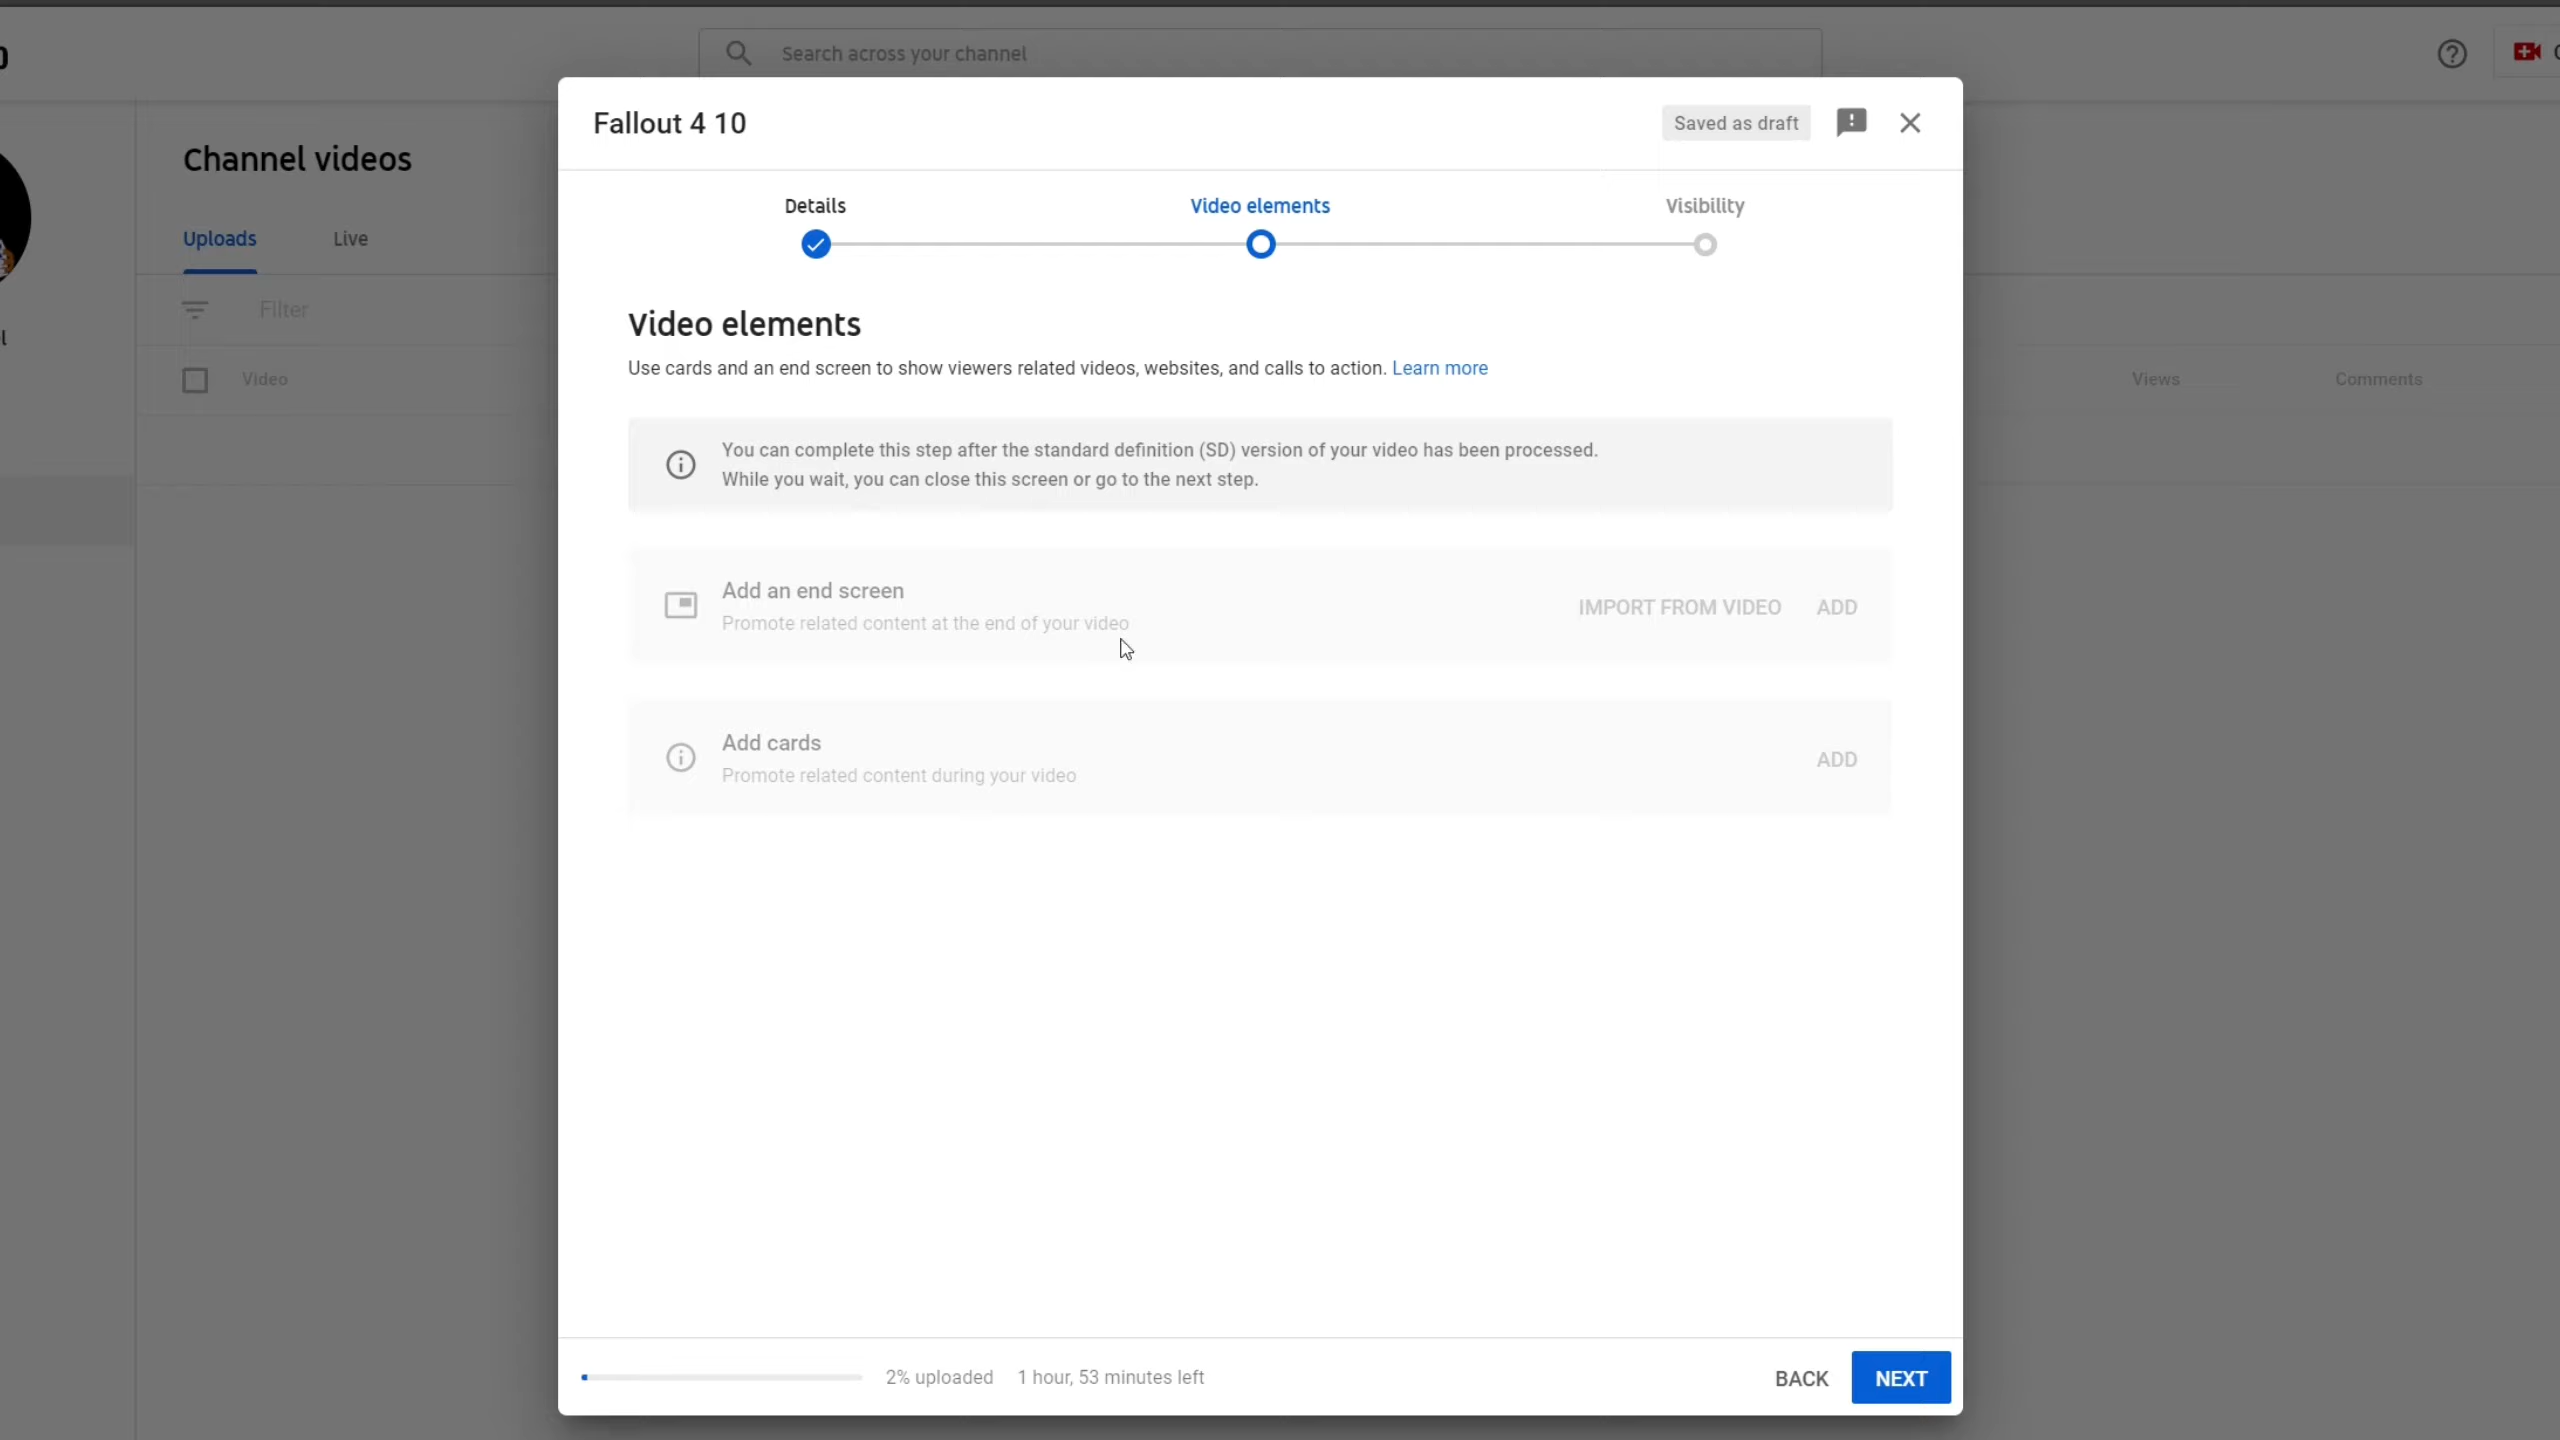 Search across your channel
Fallout 4 10
Saved as draft
Channel videos
Details
Video elements
Visibility
Uploads
Live
Filter
Video
Views
Comments
Video elements
Use cards and an end screen to show viewers related videos, websites, and calls to action. Learn more
You can complete this step after the standard definition (SD) version of your video has been processed.
While you wait, you can close this screen or go to the next step.
Add an end screen
Promote related content at the end of your video
IMPORT FROM VIDEO
ADD
Add cards
Promote related content during your video
ADD
2% uploaded
1 hour, 53 minutes left
BACK
NEXT